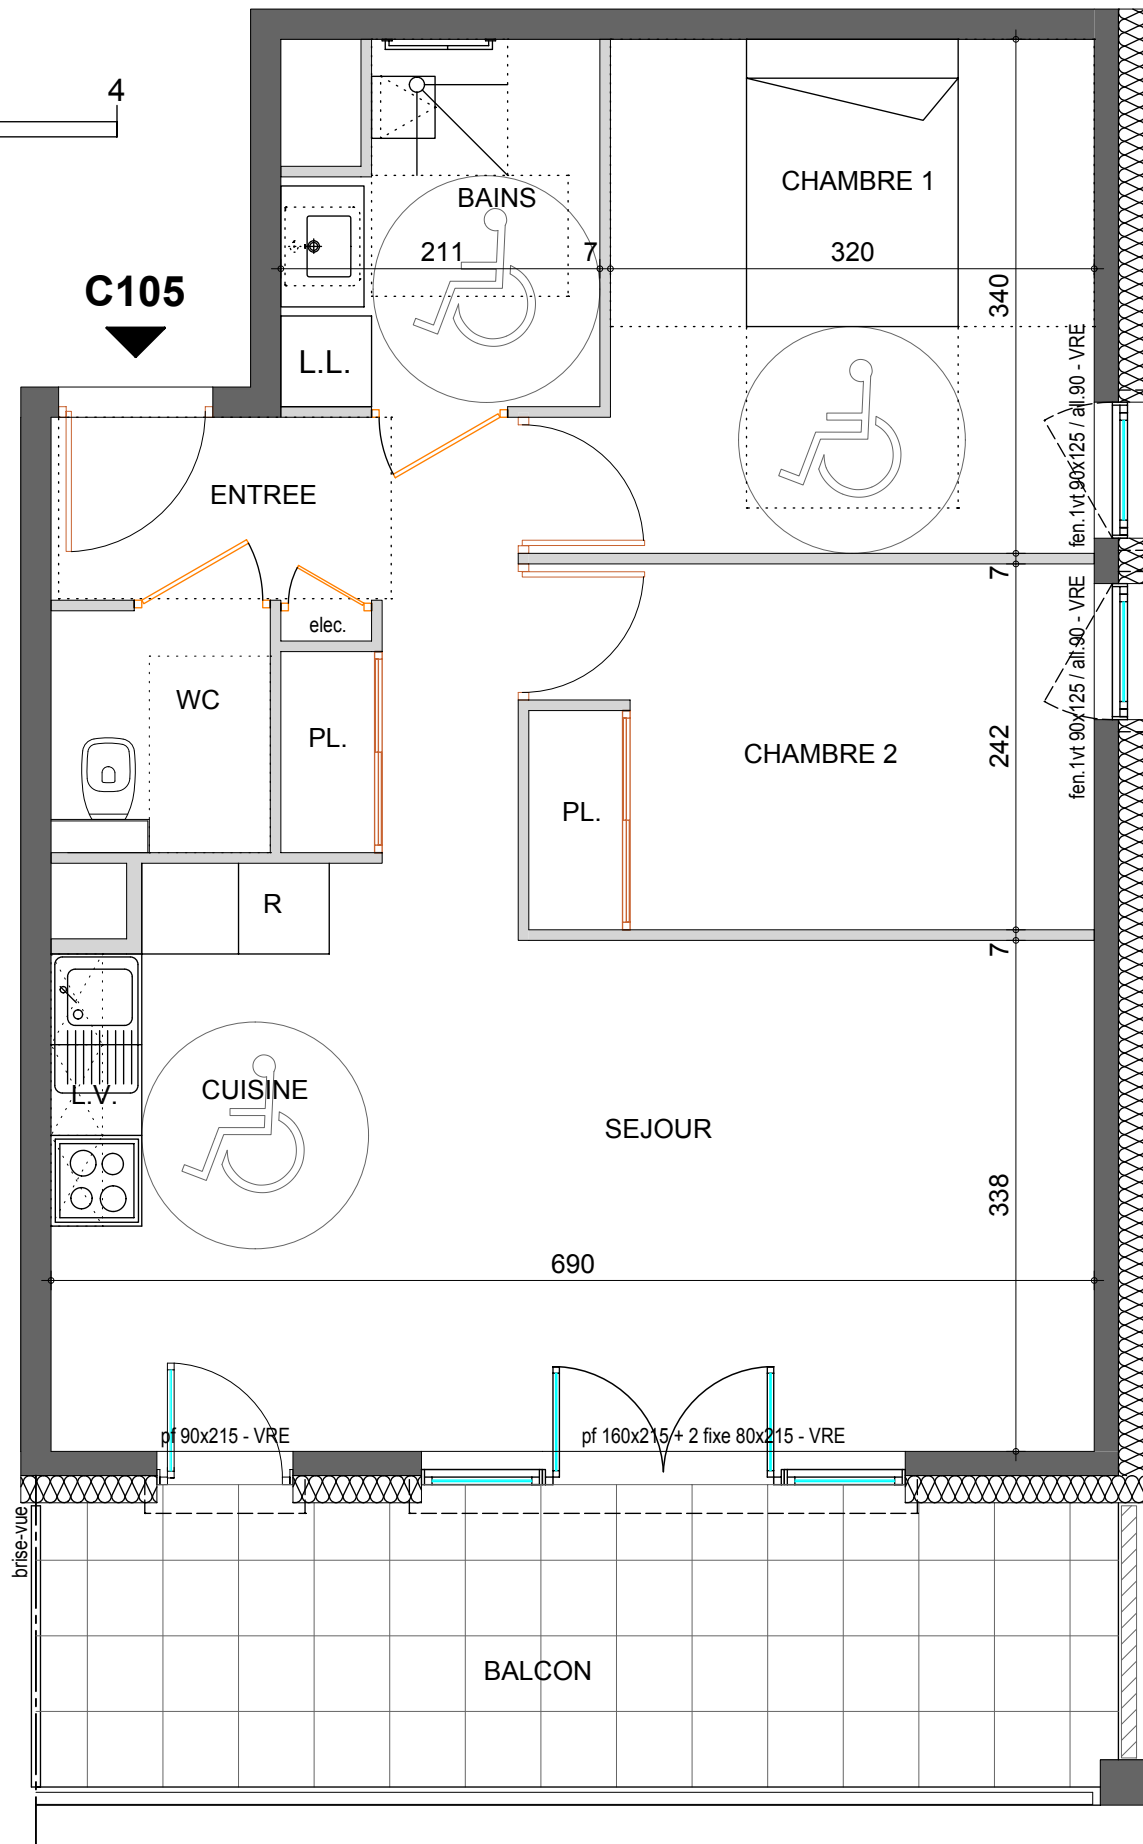 4
C105
BAINS
CHAMBRE 1
211
7
320
340
L.L.
fen.1vt 90x125 / all.90 - VRE
ENTREE
7
elec.
fen.1vt 90x125 / all.90 - VRE
WC
PL.
CHAMBRE 2
242
PL.
R
7
L.V.
CUISINE
SEJOUR
338
690
pf 90x215 - VRE
pf 160x215 + 2 fixe 80x215 - VRE
brise-vue
BALCON